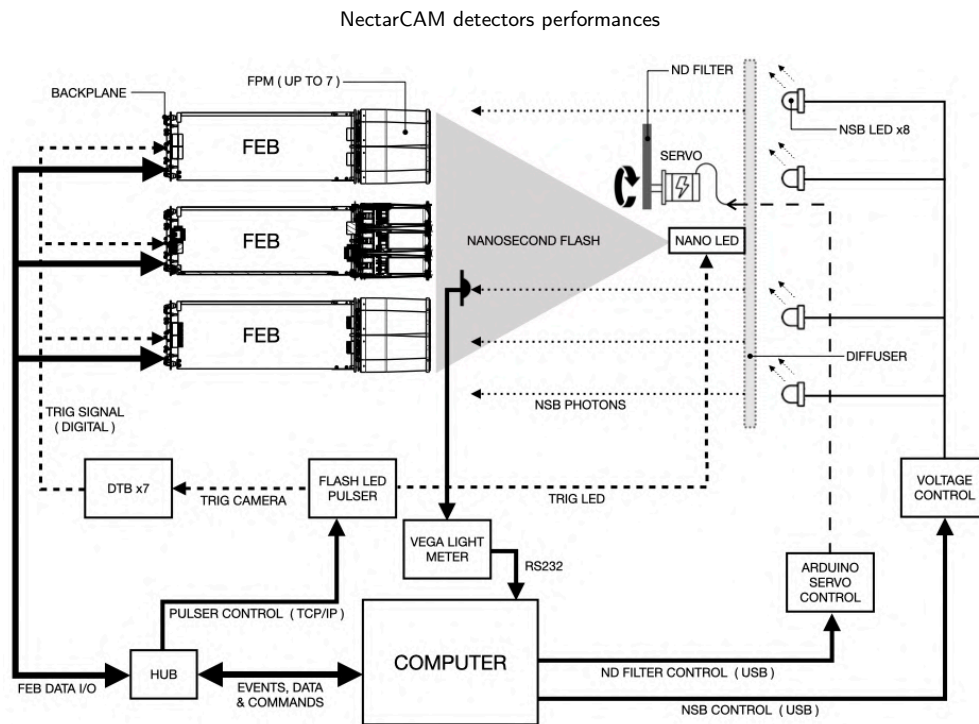 NectarCAM detectors performances
FPM ( UP TO 7 )
BACKPLANE
ND FILTER
NSB LED x8
SERVO
FEB
FEB
FEB
NANOSECOND FLASH
NANO LED
DIFFUSER
NSB PHOTONS
TRIG SIGNAL
( DIGITAL )
DTB x7
TRIG CAMERA
FLASH LED
PULSER
TRIG LED
VOLTAGE
CONTROL
VEGA LIGHT
METER
RS232
ARDUINO
SERVO
CONTROL
PULSER CONTROL ( TCP/IP )
COMPUTER
HUB
FEB DATA I/O
EVENTS, DATA
& COMMANDS
ND FILTER CONTROL ( USB )
NSB CONTROL ( USB )